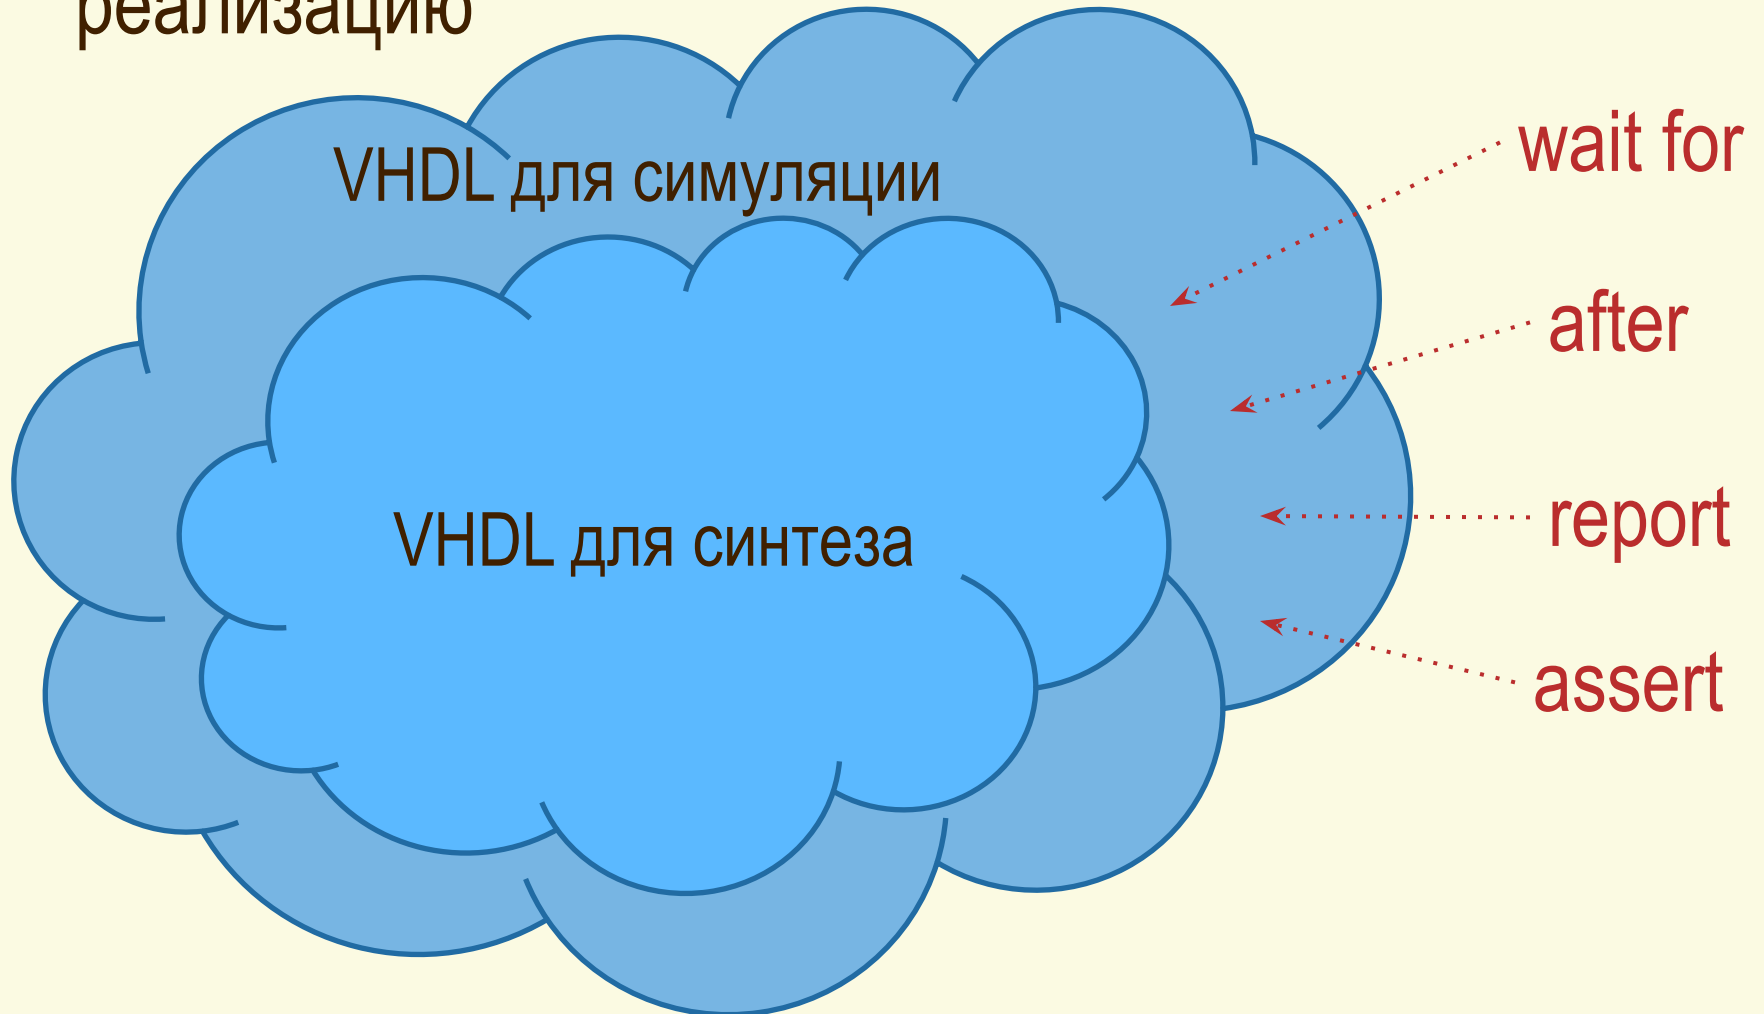 реализацию
VHDL для симуляции
wait for
after
VHDL для синтеза
report
assert